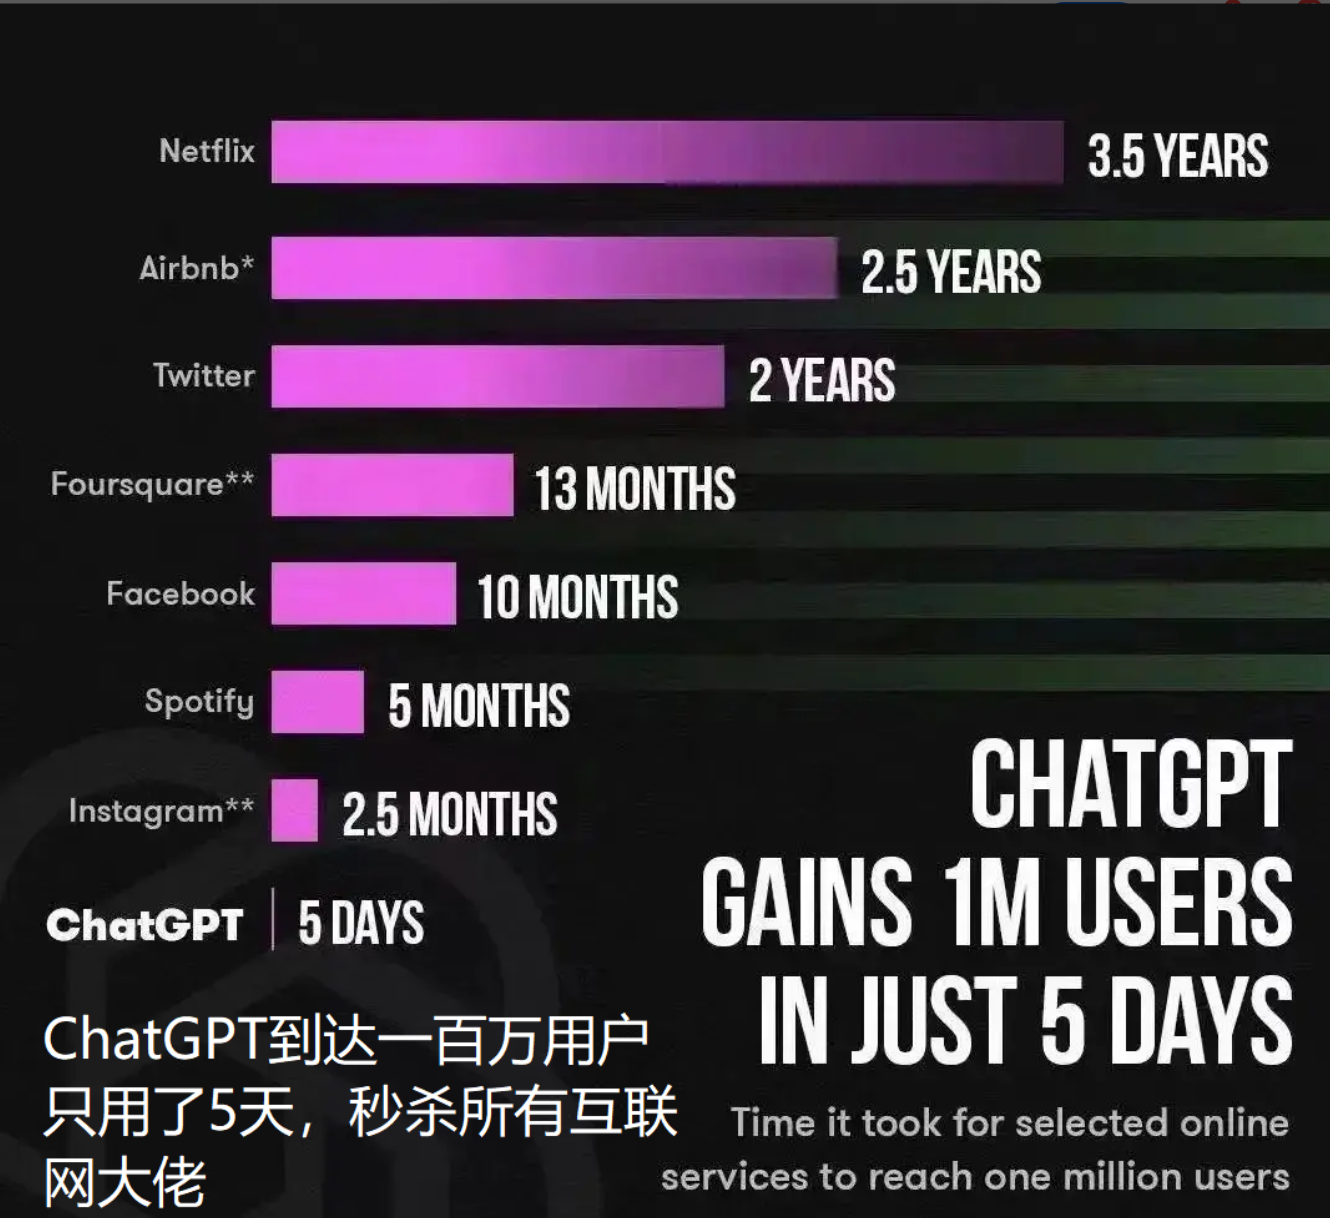 Netflix 3.5 YEARS
Airbnb* 2.5 YEARS
Twitter 2 YEARS
Foursquare** 13 MONTHS
Facebook 10 MONTHS
Spotify 5 MONTHS
Instagram** 2.5 MONTHS
ChatGPT 5 DAYS
CHATGPT
GAINS 1M USERS
IN JUST 5 DAYS
Time it took for selected online
services to reach one million users
ChatGPT到达一百万用户
只用了5天，秒杀所有互联
网大佬